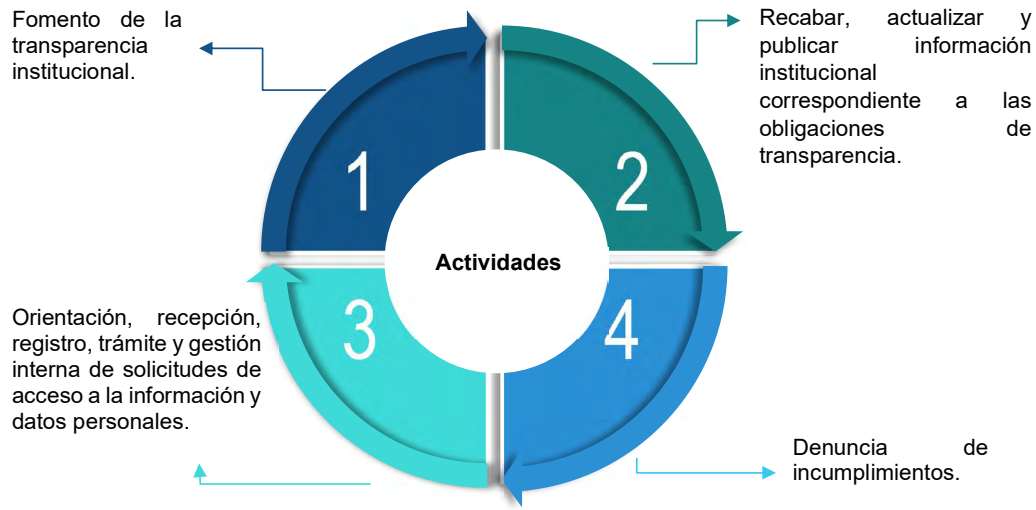 Fomento de la
transparencia
institucional.
1
Recabar, actualizar y
publicar información
institucional
correspondiente a las
obligaciones de
transparencia.
2
Actividades
Orientación, recepción,
registro, trámite y gestión
interna de solicitudes de
acceso a la información y
datos personales.
3
4
Denuncia de
incumplimientos.